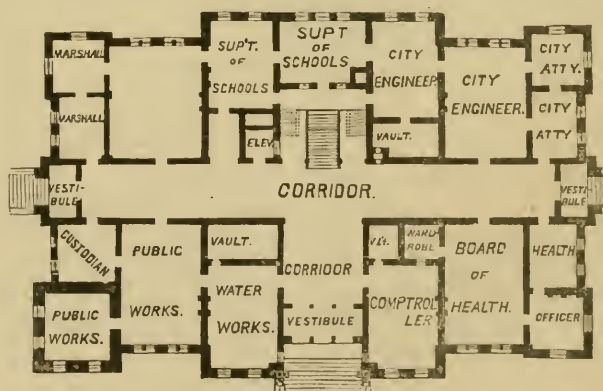 MARSHALL.
MARSHALL.
SUP'T.
OF
SCHOOLS
SUPT
OF
SCHOOLS
CITY
ENGINEER.
CITY
ENGINEER.
CITY
ATTY.
CITY
ATTY
ELEV.
VAULT.
VESTI-
BULE
CORRIDOR.
VESTI-
BULE
CUSTODIAN
PUBLIC
WORKS.
PUBLIC
WORKS.
VAULT.
WATER
WORKS.
CORRIDOR
VESTIBULE
WARD-
ROBE
COMPTROL
LER
BOARD
OF
HEALTH.
HEALTH
OFFICER